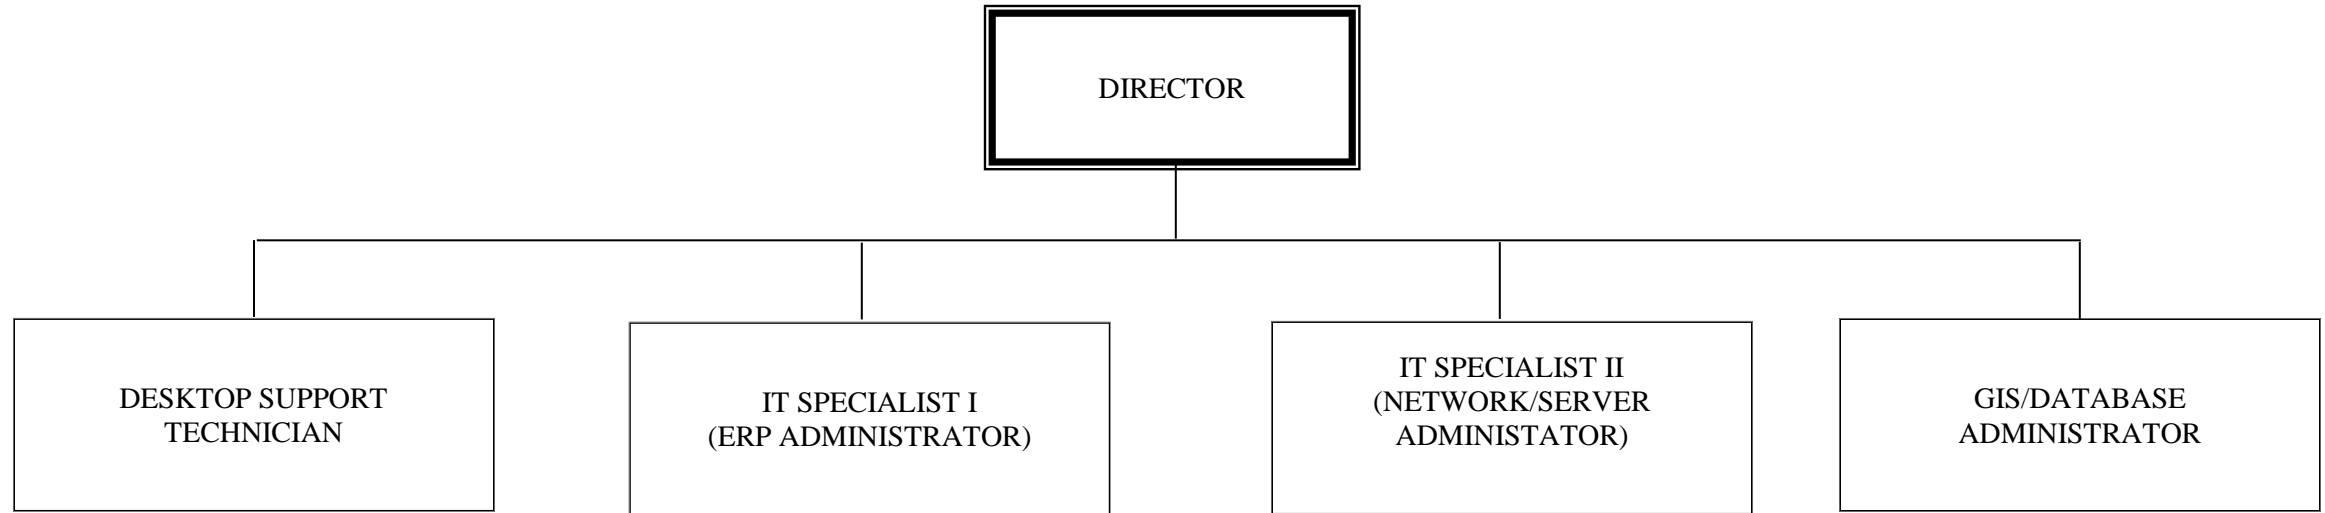 DIRECTOR
DESKTOP SUPPORT
TECHNICIAN
IT SPECIALIST I
(ERP ADMINISTRATOR)
IT SPECIALIST II
(NETWORK/SERVER
ADMINISTATOR)
GIS/DATABASE
ADMINISTRATOR